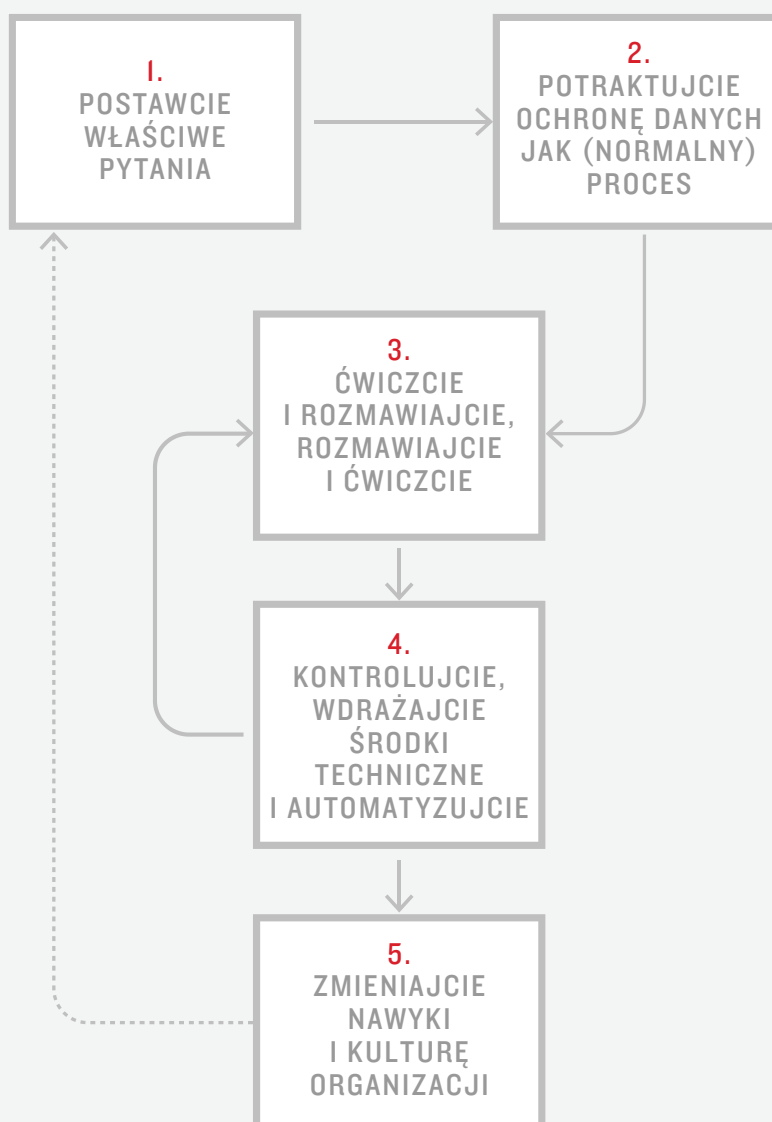 1.
POSTAWCIE
WŁAŚCIWE
PYTANIA
2.
POTRAKTUJCIE
OCHRONĘ DANYCH
JAK (NORMALNY)
PROCES
3.
ĆWICZCIE
I ROZMAWIAJCIE,
ROZMAWIAJCIE
I ĆWICZCIE
4.
KONTROLUJCIE,
WDRAŻAJCIE
ŚRODKI
TECHNICZNE
I AUTOMATYZUJCIE
5.
ZMIENIAJCIE
NAWYKI
I KULTURĘ
ORGANIZACJI